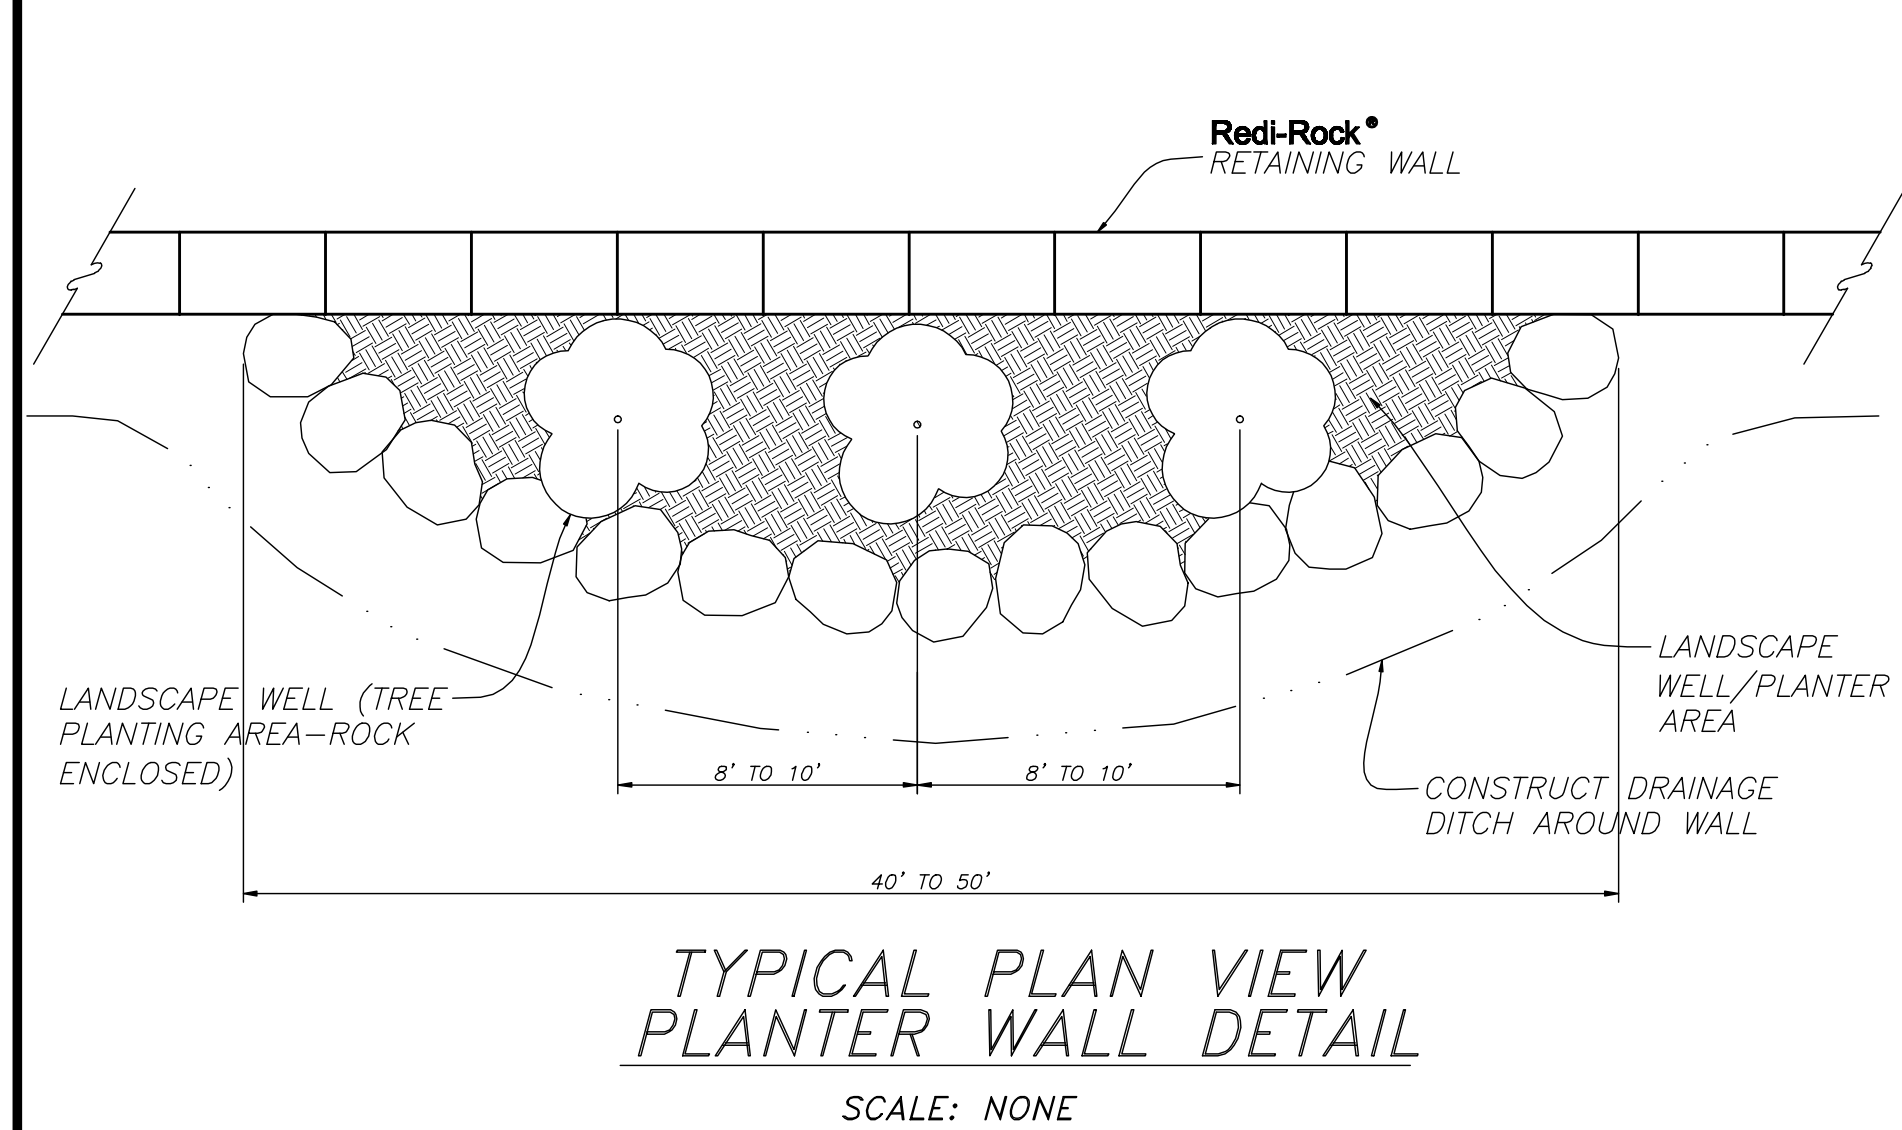 Redi-Rock®
RETAINING WALL
LANDSCAPE
WELL/PLANTER
AREA
LANDSCAPE WELL (TREE
PLANTING AREA-ROCK
ENCLOSED)
8' TO 10'
8' TO 10'
CONSTRUCT DRAINAGE
DITCH AROUND WALL
40' TO 50'
TYPICAL PLAN VIEW
PLANTER WALL DETAIL
SCALE: NONE